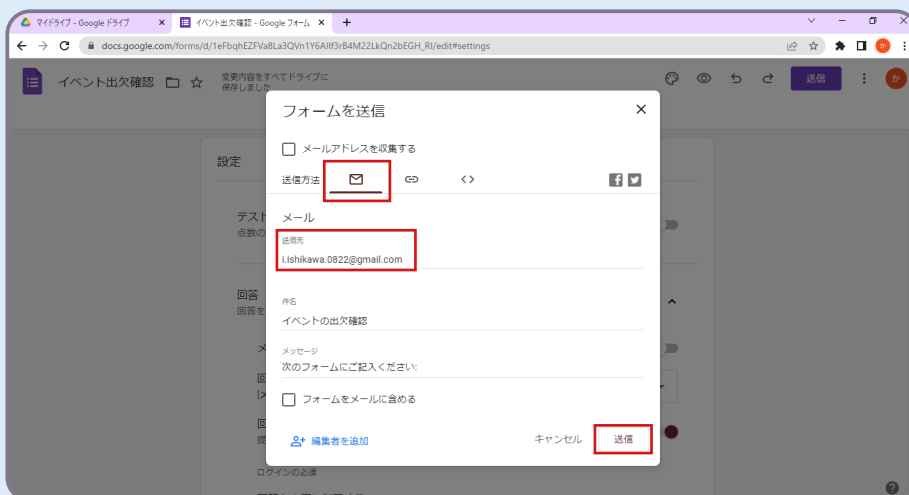 マイドライブ - Google ドライブ
イベント出欠確認 - Google フォーム
docs.google.com/forms/d/1eFbqhEZFVa8La3QVn1Y6AIlf3rB4M22LkQn2bEGH_RI/edit#settings
イベント出欠確認
変更内容をすべてドライブに
保存しました
送信
か
フォームを送信
メールアドレスを収集する
設定
送信方法
テスト
点数の
メール
送信先
i.ishikawa.0822@gmail.com
回答
回答を
件名
イベントの出欠確認
メ
メッセージ
次のフォームにご記入ください:
回
フォームをメールに含める
回
編集者を追加
キャンセル
送信
ログインの必須